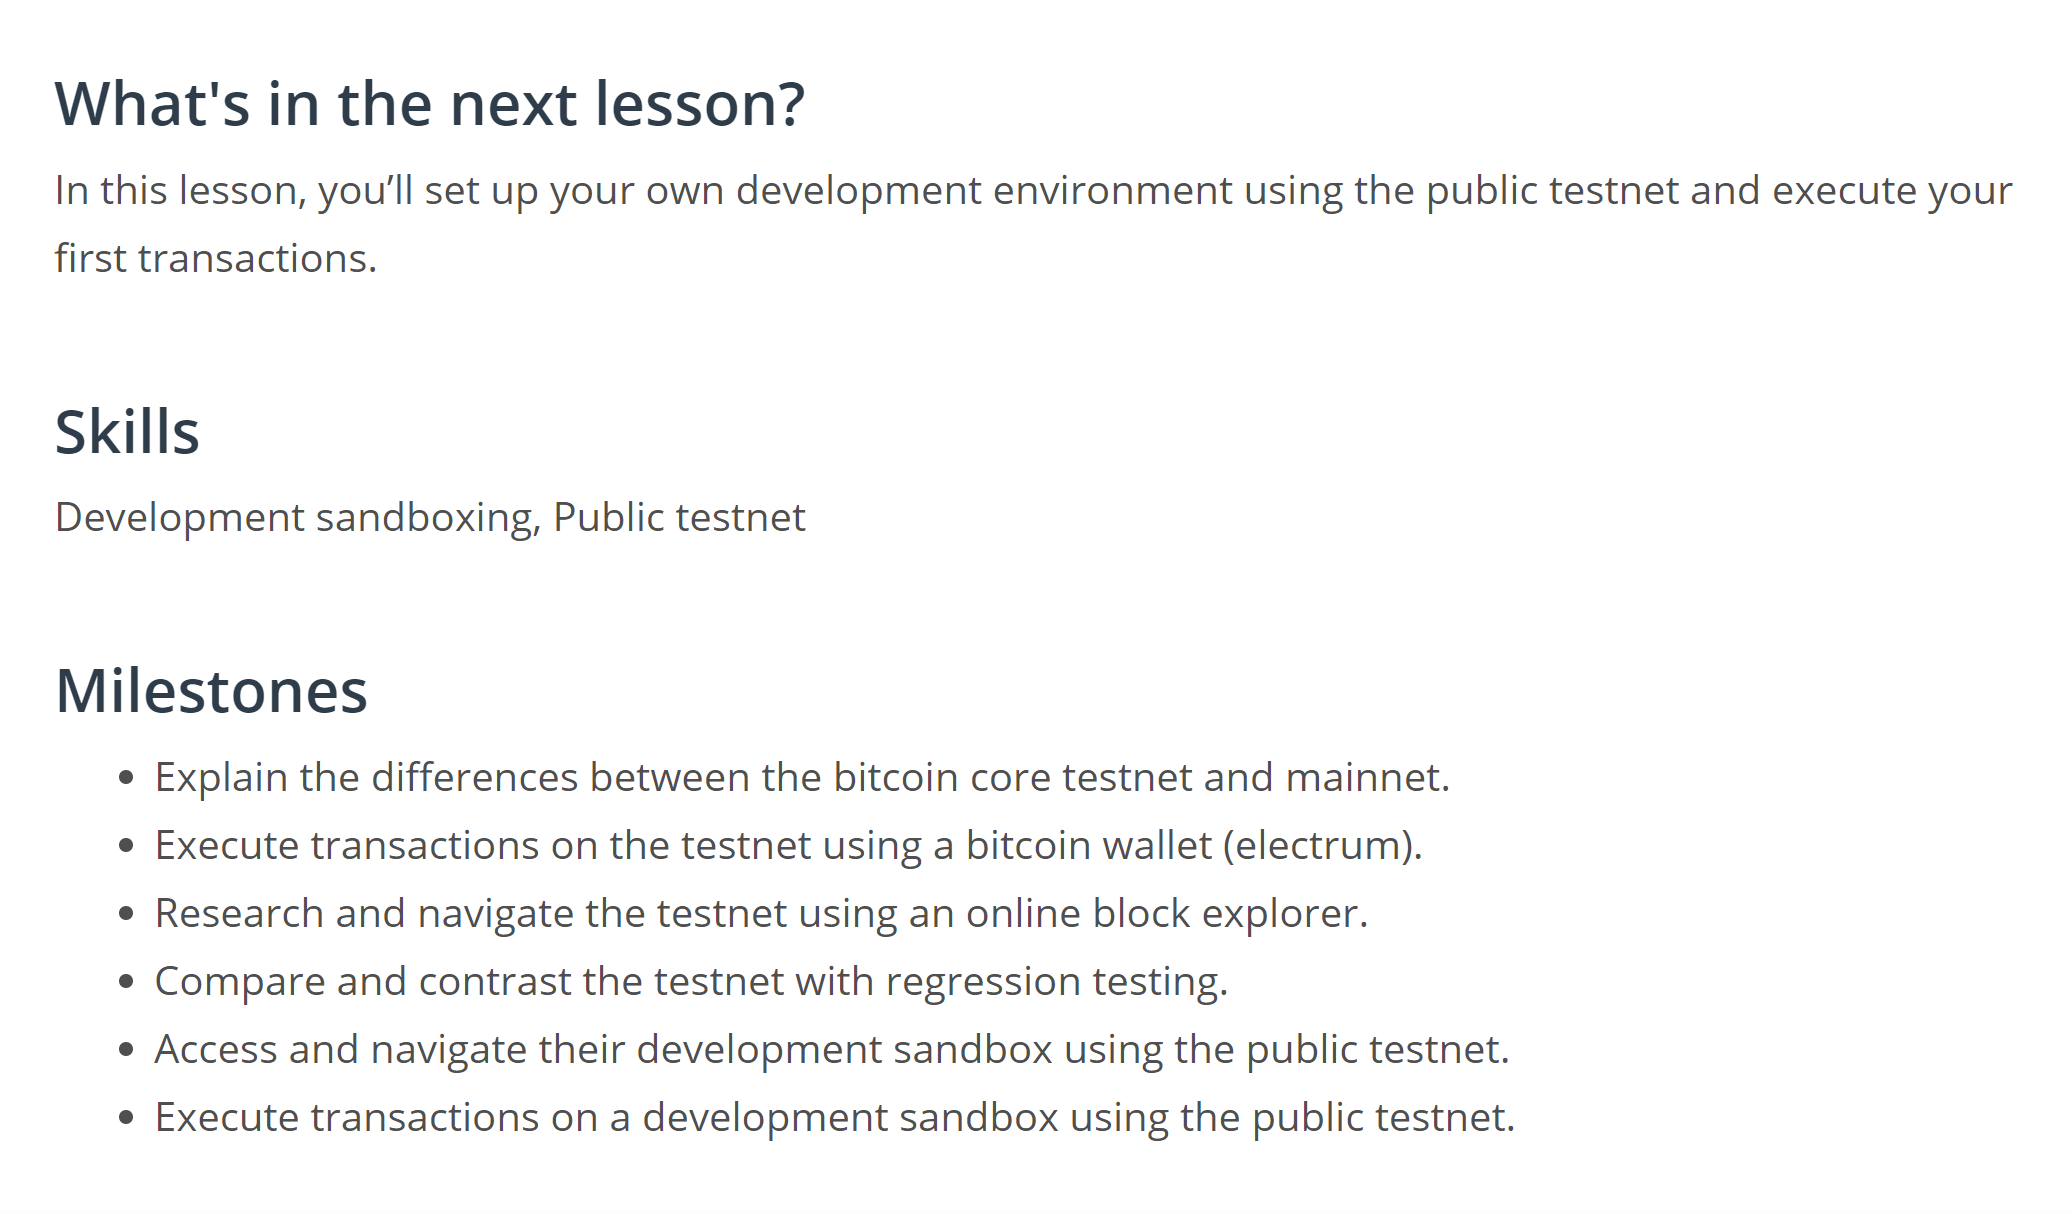 What's in the next lesson?
In this lesson, you’ll set up your own development environment using the public testnet and execute your
first transactions.
Skills
Development sandboxing, Public testnet
Milestones
• Explain the differences between the bitcoin core testnet and mainnet.
• Execute transactions on the testnet using a bitcoin wallet (electrum).
• Research and navigate the testnet using an online block explorer.
• Compare and contrast the testnet with regression testing.
• Access and navigate their development sandbox using the public testnet.
• Execute transactions on a development sandbox using the public testnet.